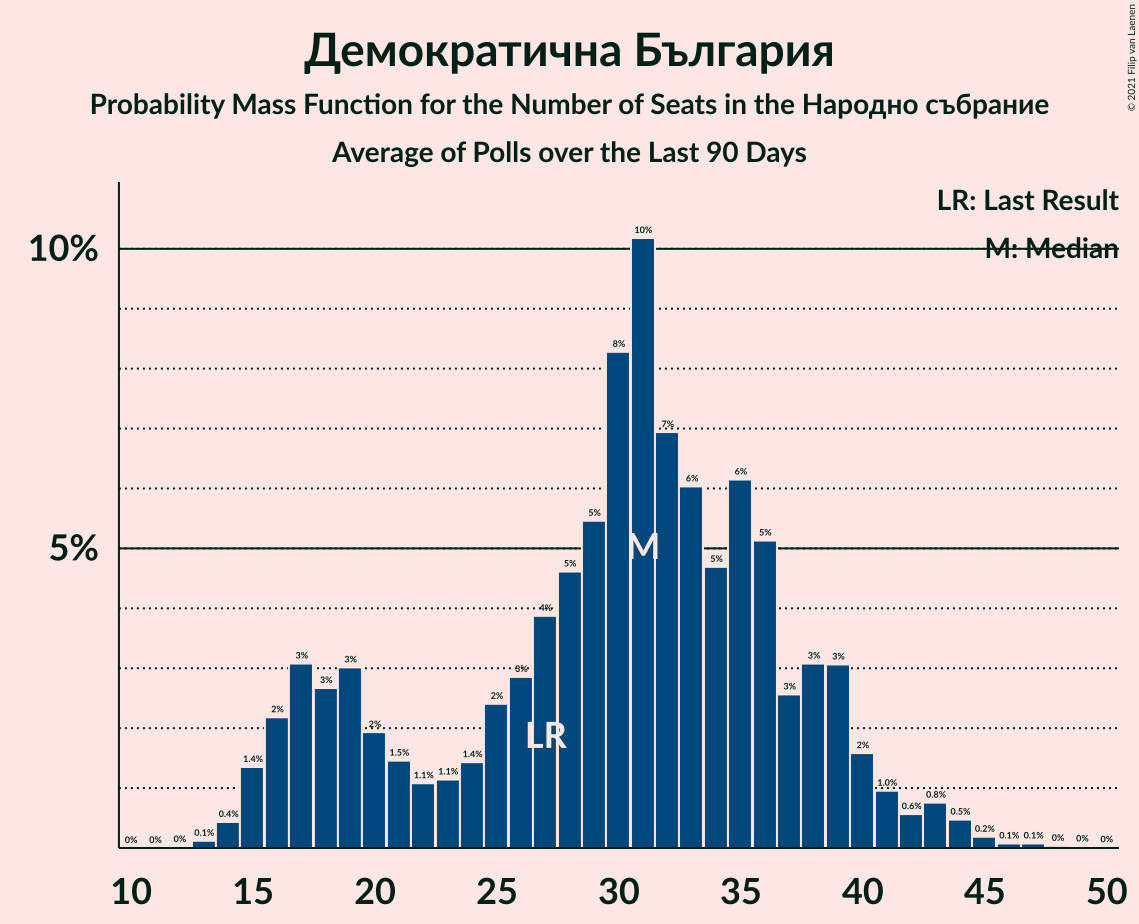 Демократична България
Probability Mass Function for the Number of Seats in the Народно събрание
Average of Polls over the Last 90 Days
© 2021 Filip van Laenen
LR: Last Result
M: Median
10%
5%
0% 0% 0% 0.1% 0.4% 1.4% 2% 3% 3% 3% 2% 1.5% 1.1% 1.1% 1.4% 2% 3% 4% 5% 5% 8% 10% 7% 6% 5% 6% 5% 3% 3% 3% 2% 1.0% 0.6% 0.8% 0.5% 0.2% 0.1% 0.1% 0% 0% 0%
M
LR
10 15 20 25 30 35 40 45 50